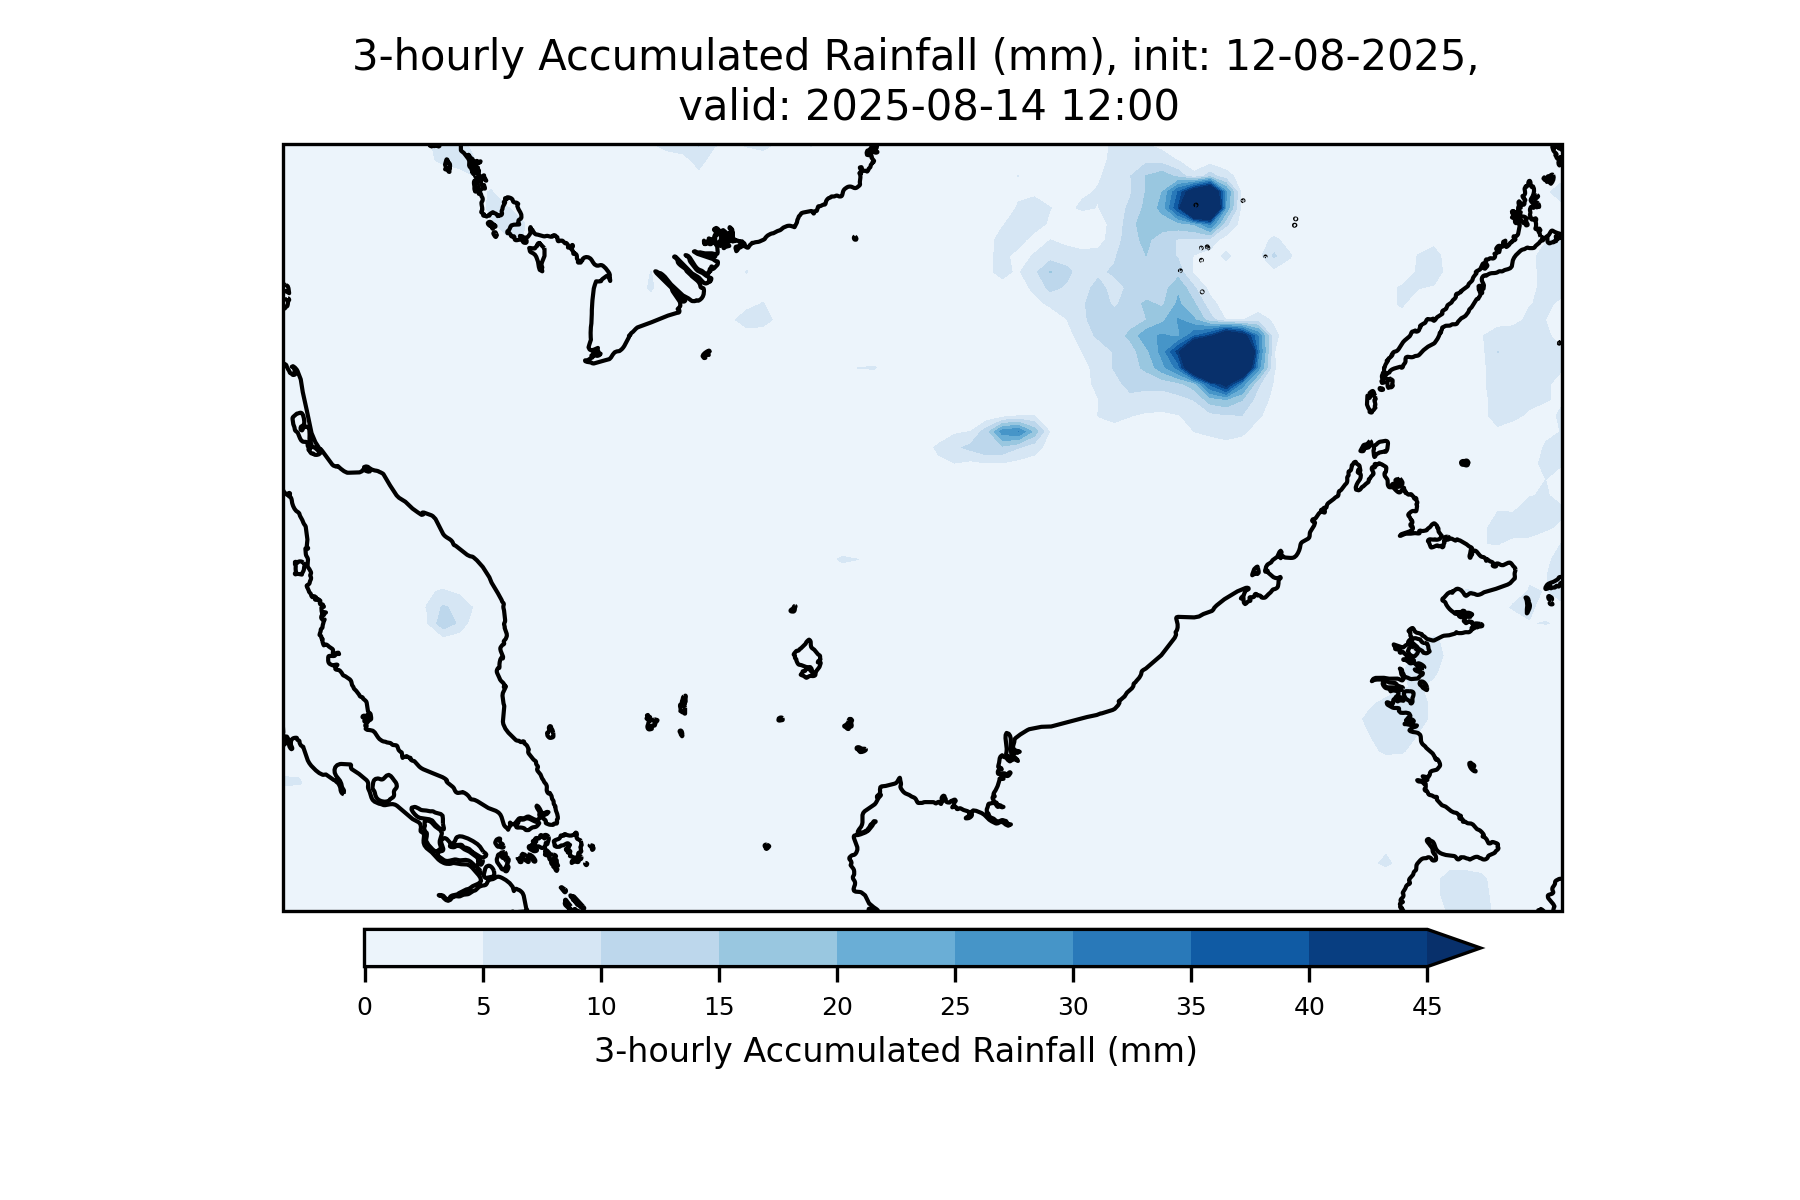 3-hourly Accumulated Rainfall (mm), init: 12-08-2025,
valid: 2025-08-14 12:00
0 5 10 15 20 25 30 35 40 45
3-hourly Accumulated Rainfall (mm)